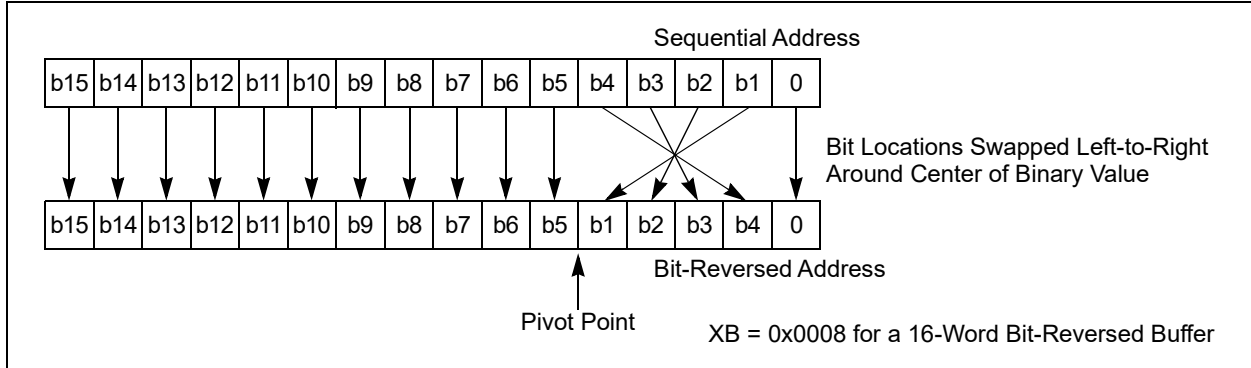 Sequential Address
b15 b14 b13 b12 b11 b10 b9 b8 b7 b6 b5 b4 b3 b2 b1 0
Bit Locations Swapped Left-to-Right
Around Center of Binary Value
b15 b14 b13 b12 b11 b10 b9 b8 b7 b6 b5 b1 b2 b3 b4 0
Bit-Reversed Address
Pivot Point
XB = 0x0008 for a 16-Word Bit-Reversed Buffer